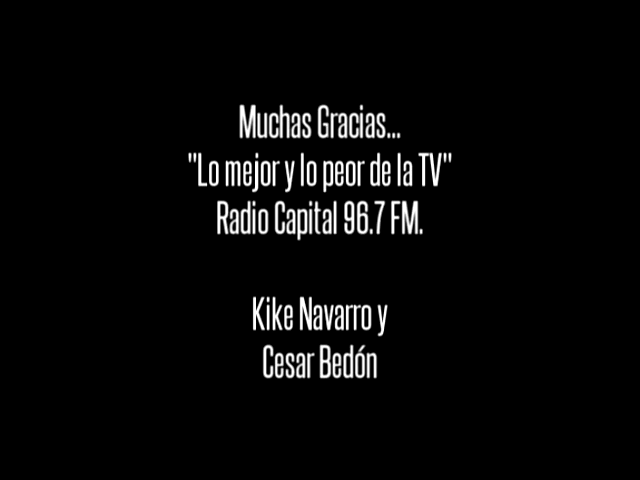 Muchas Gracias...
"Lo mejor y lo peor de la TV"
Radio Capital 96.7 FM.
Kike Navarro y
Cesar Bedón